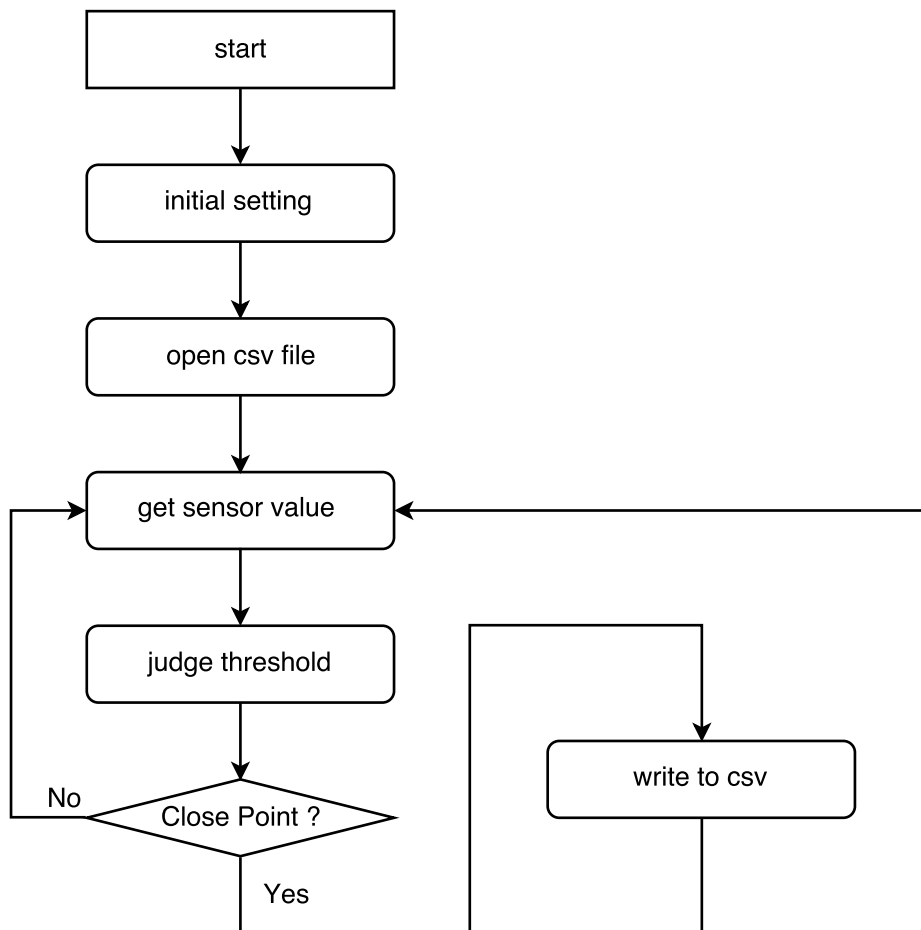 start
initial setting
open csv file
get sensor value
judge threshold
Close Point ?
No
Yes
write to csv